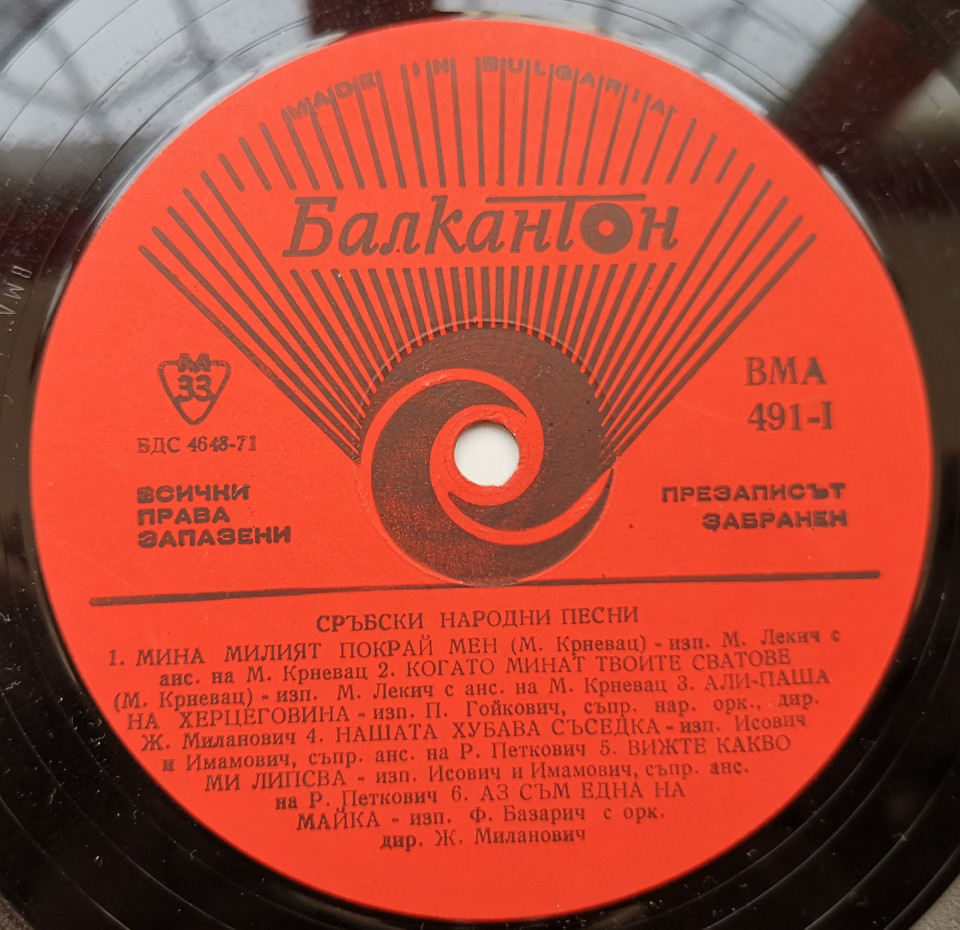 MADE IN BULGARIA
Балкантон
М
33
БДС 4648-71
ВМА
491-I
ВСИЧКИ
ПРАВА
ЗАПАЗЕНИ
ПРЕЗАПИСЪТ
ЗАБРАНЕН
СРЪБСКИ НАРОДНИ ПЕСНИ
1. МИНА МИЛИЯТ ПОКРАЙ МЕН (М. Крневац) - изп. М. Лекич с
анс. на М. Крневац 2. КОГАТО МИНАТ ТВОИТЕ СВАТОВЕ
(М. Крневац) - изп. М. Лекич с анс. на М. Крневац 3. АЛИ-ПАША
НА ХЕРЦЕГОВИНА - изп. П. Гойкович, съпр. нар. орк., дир.
Ж. Миланович 4. НАШАТА ХУБАВА СЪСЕДКА - изп. Исович
и Имамович, съпр. анс. на Р. Петкович 5. ВИЖТЕ КАКВО
МИ ЛИПСВА - изп. Исович и Имамович, съпр. анс.
на Р. Петкович 6. АЗ СЪМ ЕДНА НА
МАЙКА - изп. Ф. Базарич с орк.
дир. Ж. Миланович